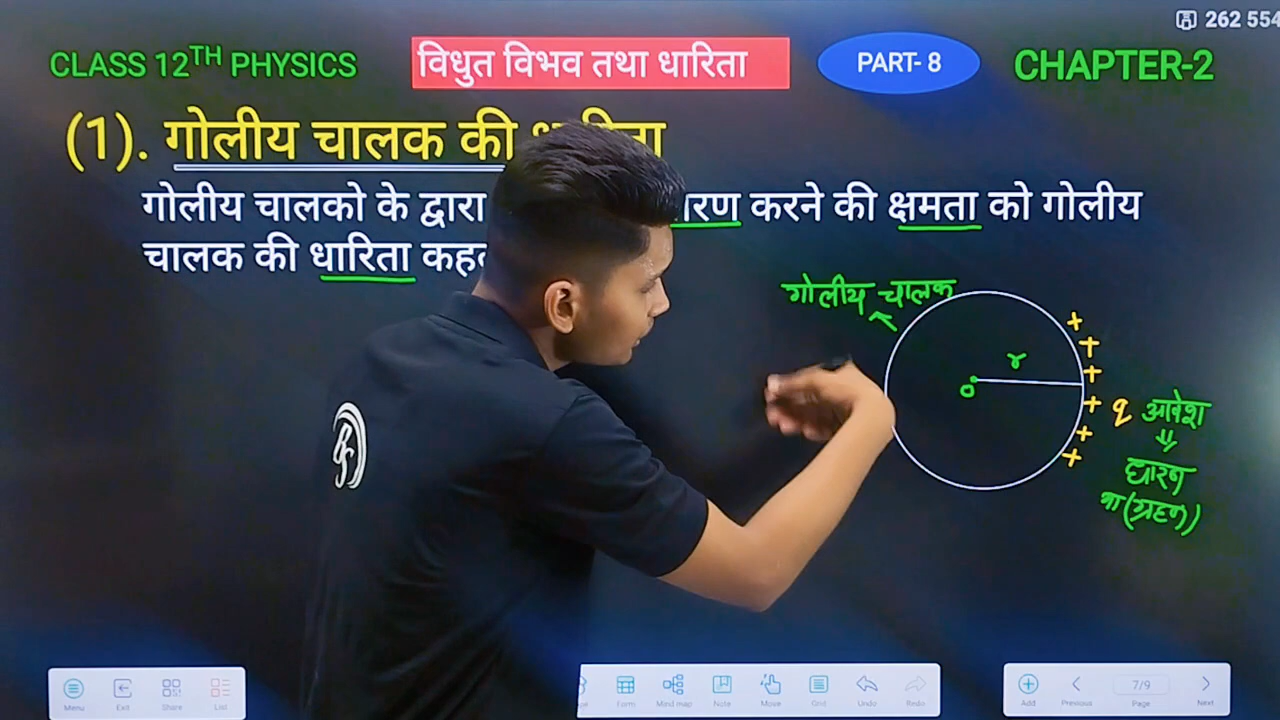 262 554
CLASS 12TH PHYSICS विधुत विभव तथा धारिता PART- 8 CHAPTER-2
(1). गोलीय चालक की
गोलीय चालको के द्वारा करने की क्षमता को गोलीय
चालक की धारिता
गोलीय चालक
r
o
q आवेश
धारण
(ग्रहण)
Menu Exit Share List Form Mind map Note Move Grid Undo Redo Add Previous 7/9 Page Next